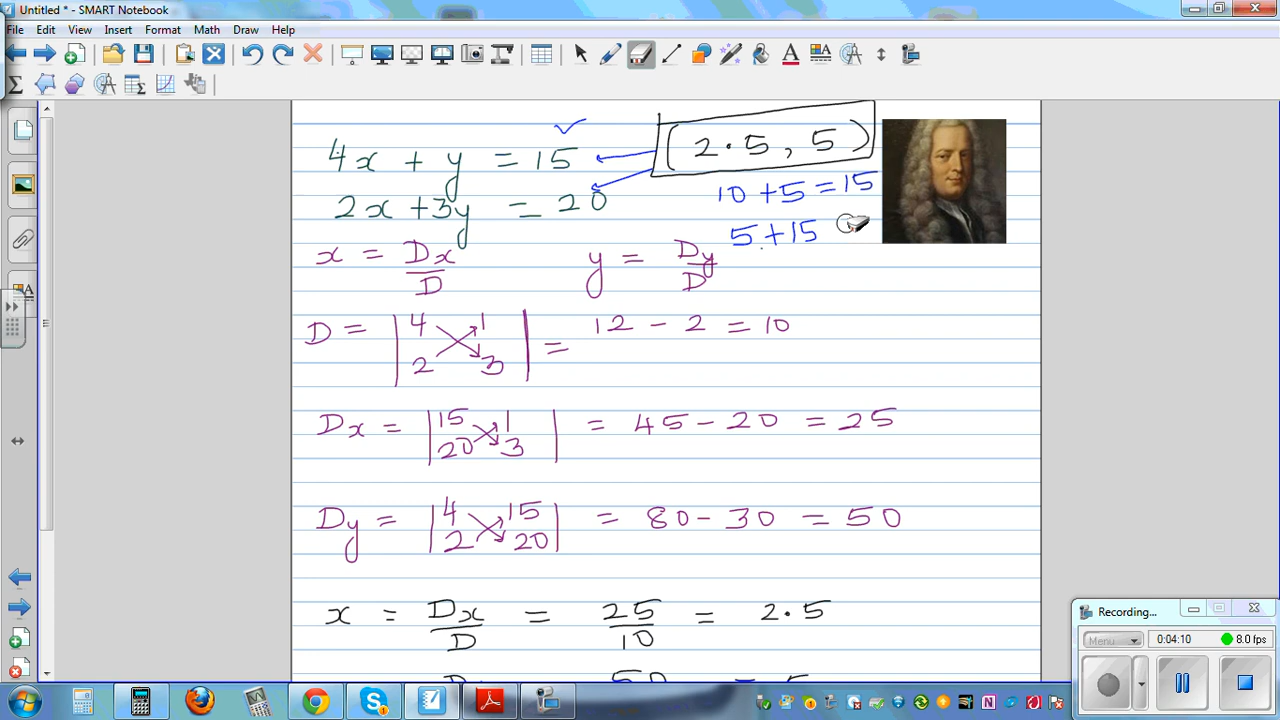 Untitled * - SMART Notebook
File Edit View Insert Format Math Draw Help
4x + y = 15 ✓
(2.5, 5)
2x + 3y = 20
10 + 5 = 15
5 + 15
x = Dx/D y = Dy/D
D = |4 1| = 12 - 2 = 10
|2 3|
Dx = |15 1| = 45 - 20 = 25
|20 3|
Dy = |4 15| = 80 - 30 = 50
|2 20|
x = Dx/D = 25/10 = 2.5
Recording...
Menu
0:04:10
8.0 fps